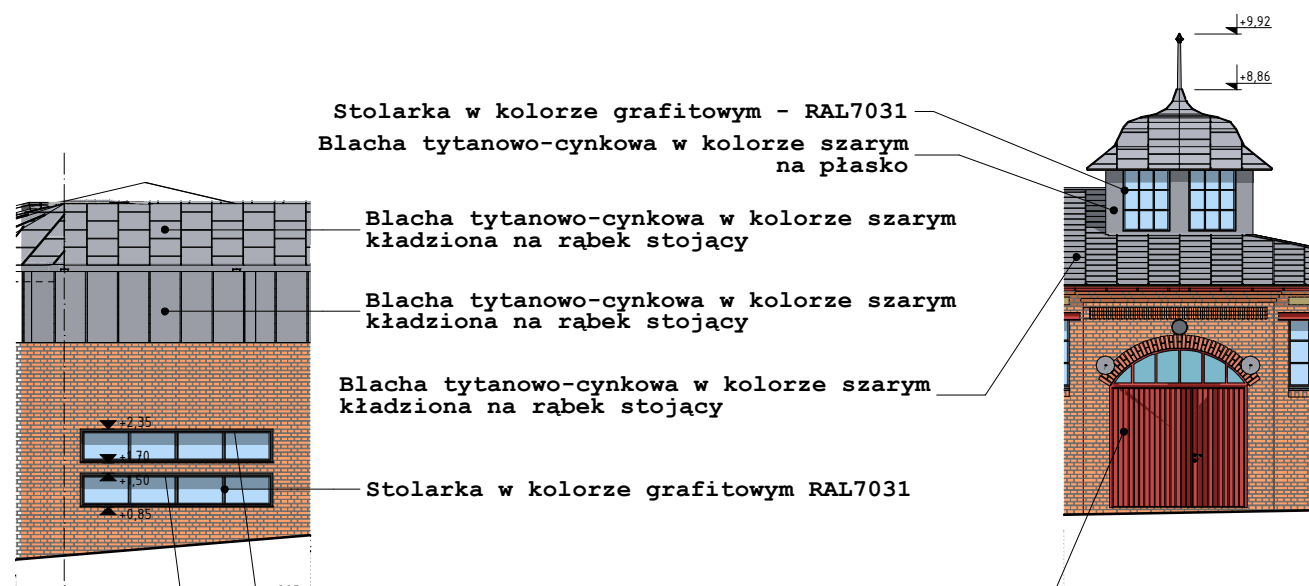 +9,92
+8,86
Stolarka w kolorze grafitowym - RAL7031
Blacha tytanowo-cynkowa w kolorze szarym
na płasko
Blacha tytanowo-cynkowa w kolorze szarym
kładziona na rąbek stojący
Blacha tytanowo-cynkowa w kolorze szarym
kładziona na rąbek stojący
Blacha tytanowo-cynkowa w kolorze szarym
kładziona na rąbek stojący
+2,35
+1,70
+1,50
Stolarka w kolorze grafitowym RAL7031
+0,85